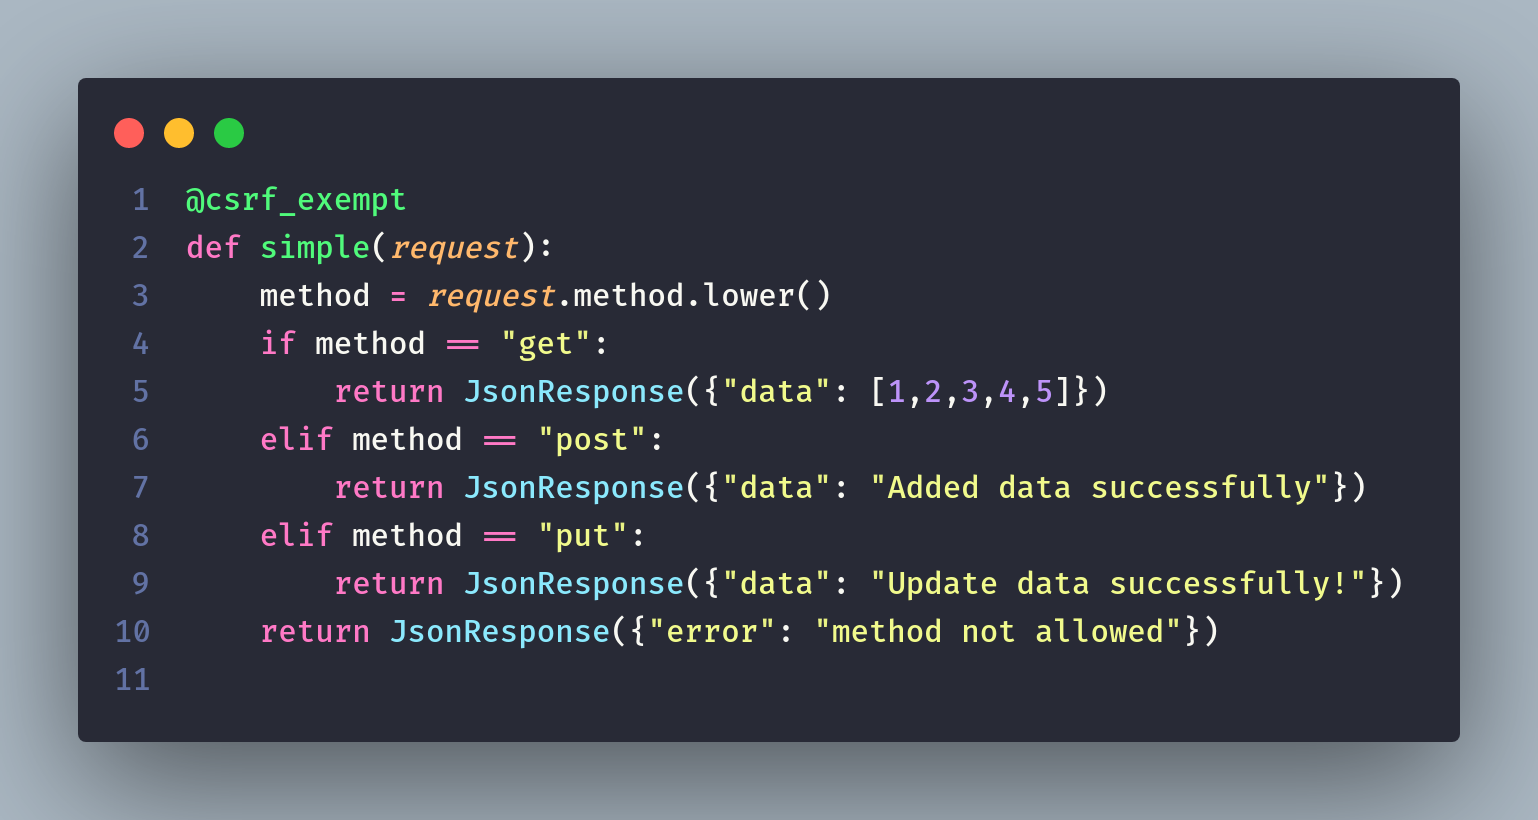 1 @csrf_exempt
2 def simple(request):
3     method = request.method.lower()
4     if method == "get":
5         return JsonResponse({"data": [1,2,3,4,5]})
6     elif method == "post":
7         return JsonResponse({"data": "Added data successfully"})
8     elif method == "put":
9         return JsonResponse({"data": "Update data successfully!"})
10     return JsonResponse({"error": "method not allowed"})
11